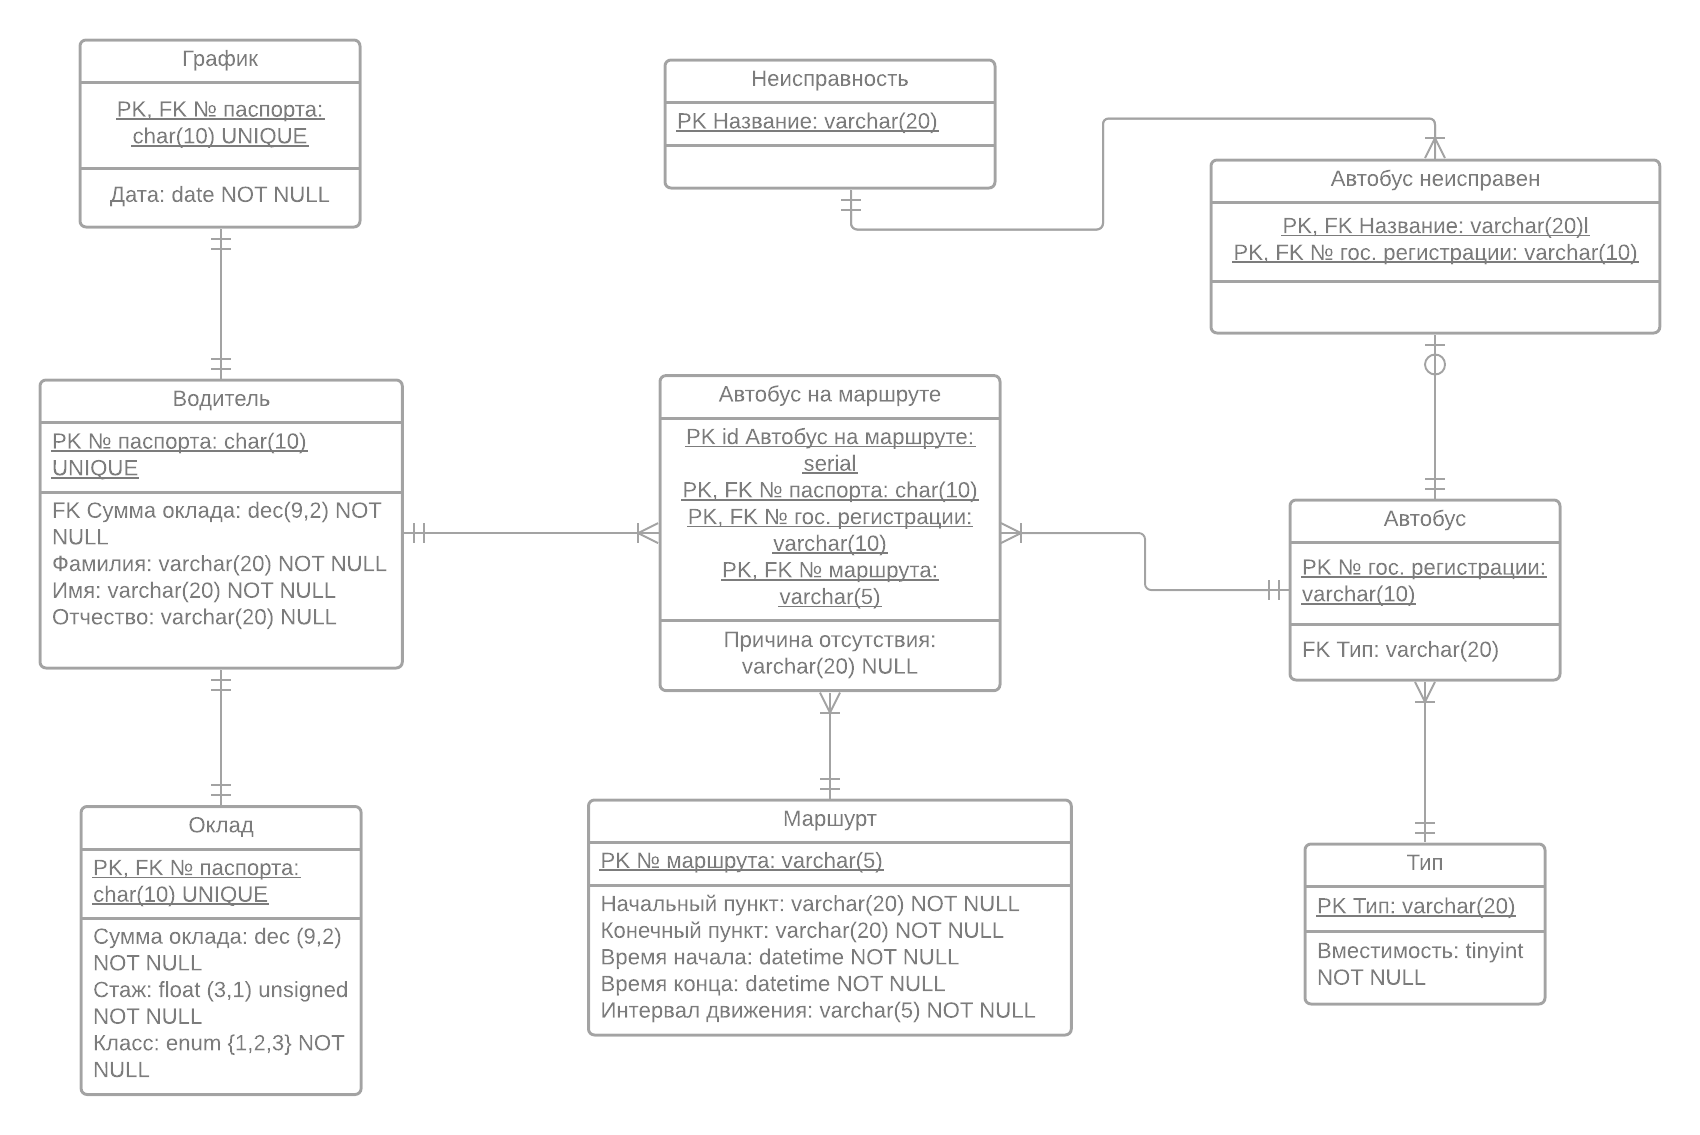 График
PK, FK № паспорта:
char(10) UNIQUE
Дата: date NOT NULL
Неисправность
PK Название: varchar(20)
Автобус неисправен
PK, FK Название: varchar(20)l
PK, FK № гос. регистрации: varchar(10)
Водитель
PK № паспорта: char(10)
UNIQUE
FK Сумма оклада: dec(9,2) NOT
NULL
Фамилия: varchar(20) NOT NULL
Имя: varchar(20) NOT NULL
Отчество: varchar(20) NULL
Автобус на маршруте
PK id Автобус на маршруте:
serial
PK, FK № паспорта: char(10)
PK, FK № гос. регистрации:
varchar(10)
PK, FK № маршрута:
varchar(5)
Причина отсутствия:
varchar(20) NULL
Автобус
PK № гос. регистрации:
varchar(10)
FK Тип: varchar(20)
Оклад
PK, FK № паспорта:
char(10) UNIQUE
Сумма оклада: dec (9,2)
NOT NULL
Стаж: float (3,1) unsigned
NOT NULL
Класс: enum {1,2,3} NOT
NULL
Маршурт
PK № маршрута: varchar(5)
Начальный пункт: varchar(20) NOT NULL
Конечный пункт: varchar(20) NOT NULL
Время начала: datetime NOT NULL
Время конца: datetime NOT NULL
Интервал движения: varchar(5) NOT NULL
Тип
PK Тип: varchar(20)
Вместимость: tinyint
NOT NULL